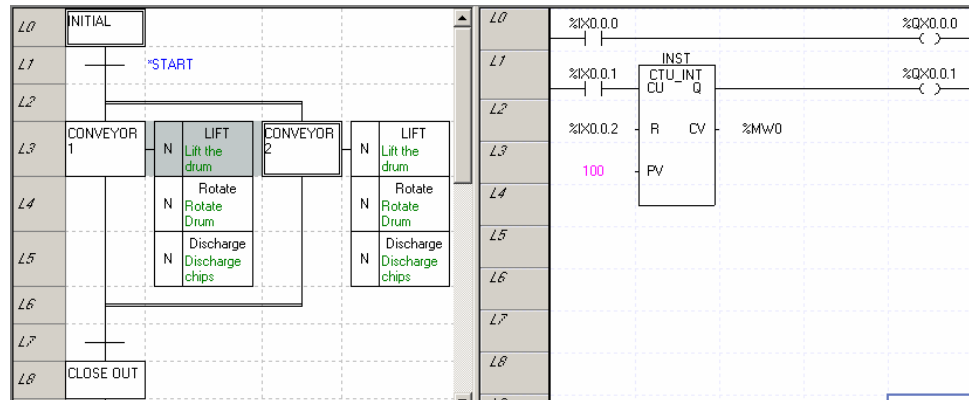 L0
INITIAL
L1
*START
L2
L3
CONVEYOR
1
N
LIFT
Lift the
drum
CONVEYOR
2
N
LIFT
Lift the
drum
L4
N
Rotate
Rotate
Drum
N
Rotate
Rotate
Drum
L5
N
Discharge
Discharge
chips
N
Discharge
Discharge
chips
L6
L7
L8
CLOSE OUT
L0
%IX0.0.0
%QX0.0.0
L1
INST
%IX0.0.1
CTU_INT
%QX0.0.1
CU Q
L2
%IX0.0.2
R CV
%MW0
L3
100
PV
L4
L5
L6
L7
L8